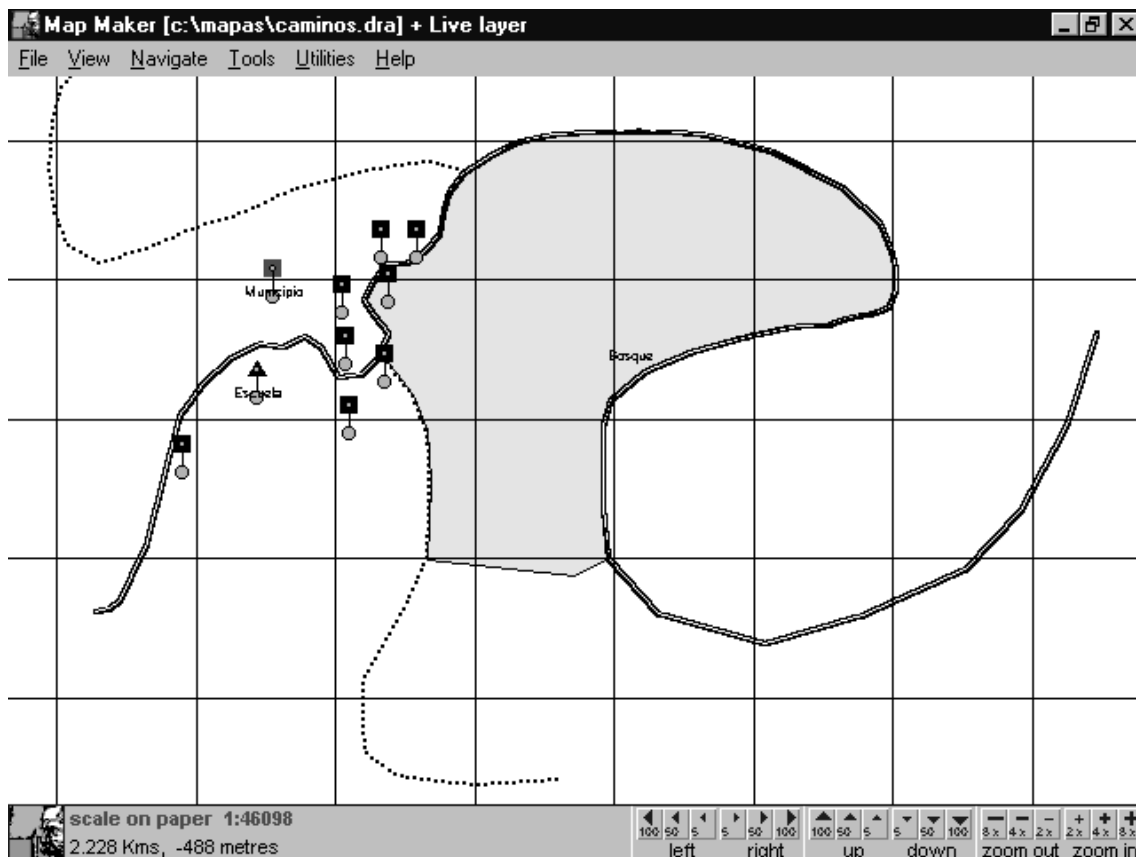 Map Maker [c:\mapas\caminos.dra] + Live layer
File View Navigate Tools Utilities Help
Municipio
Bosque
Escuela
scale on paper 1:46098
2.228 Kms, -488 metres
100 50 5 5 50 100 100 50 5 5 50 100 8x 4x 2x 2x 4x 8x
left right up down zoom out zoom in